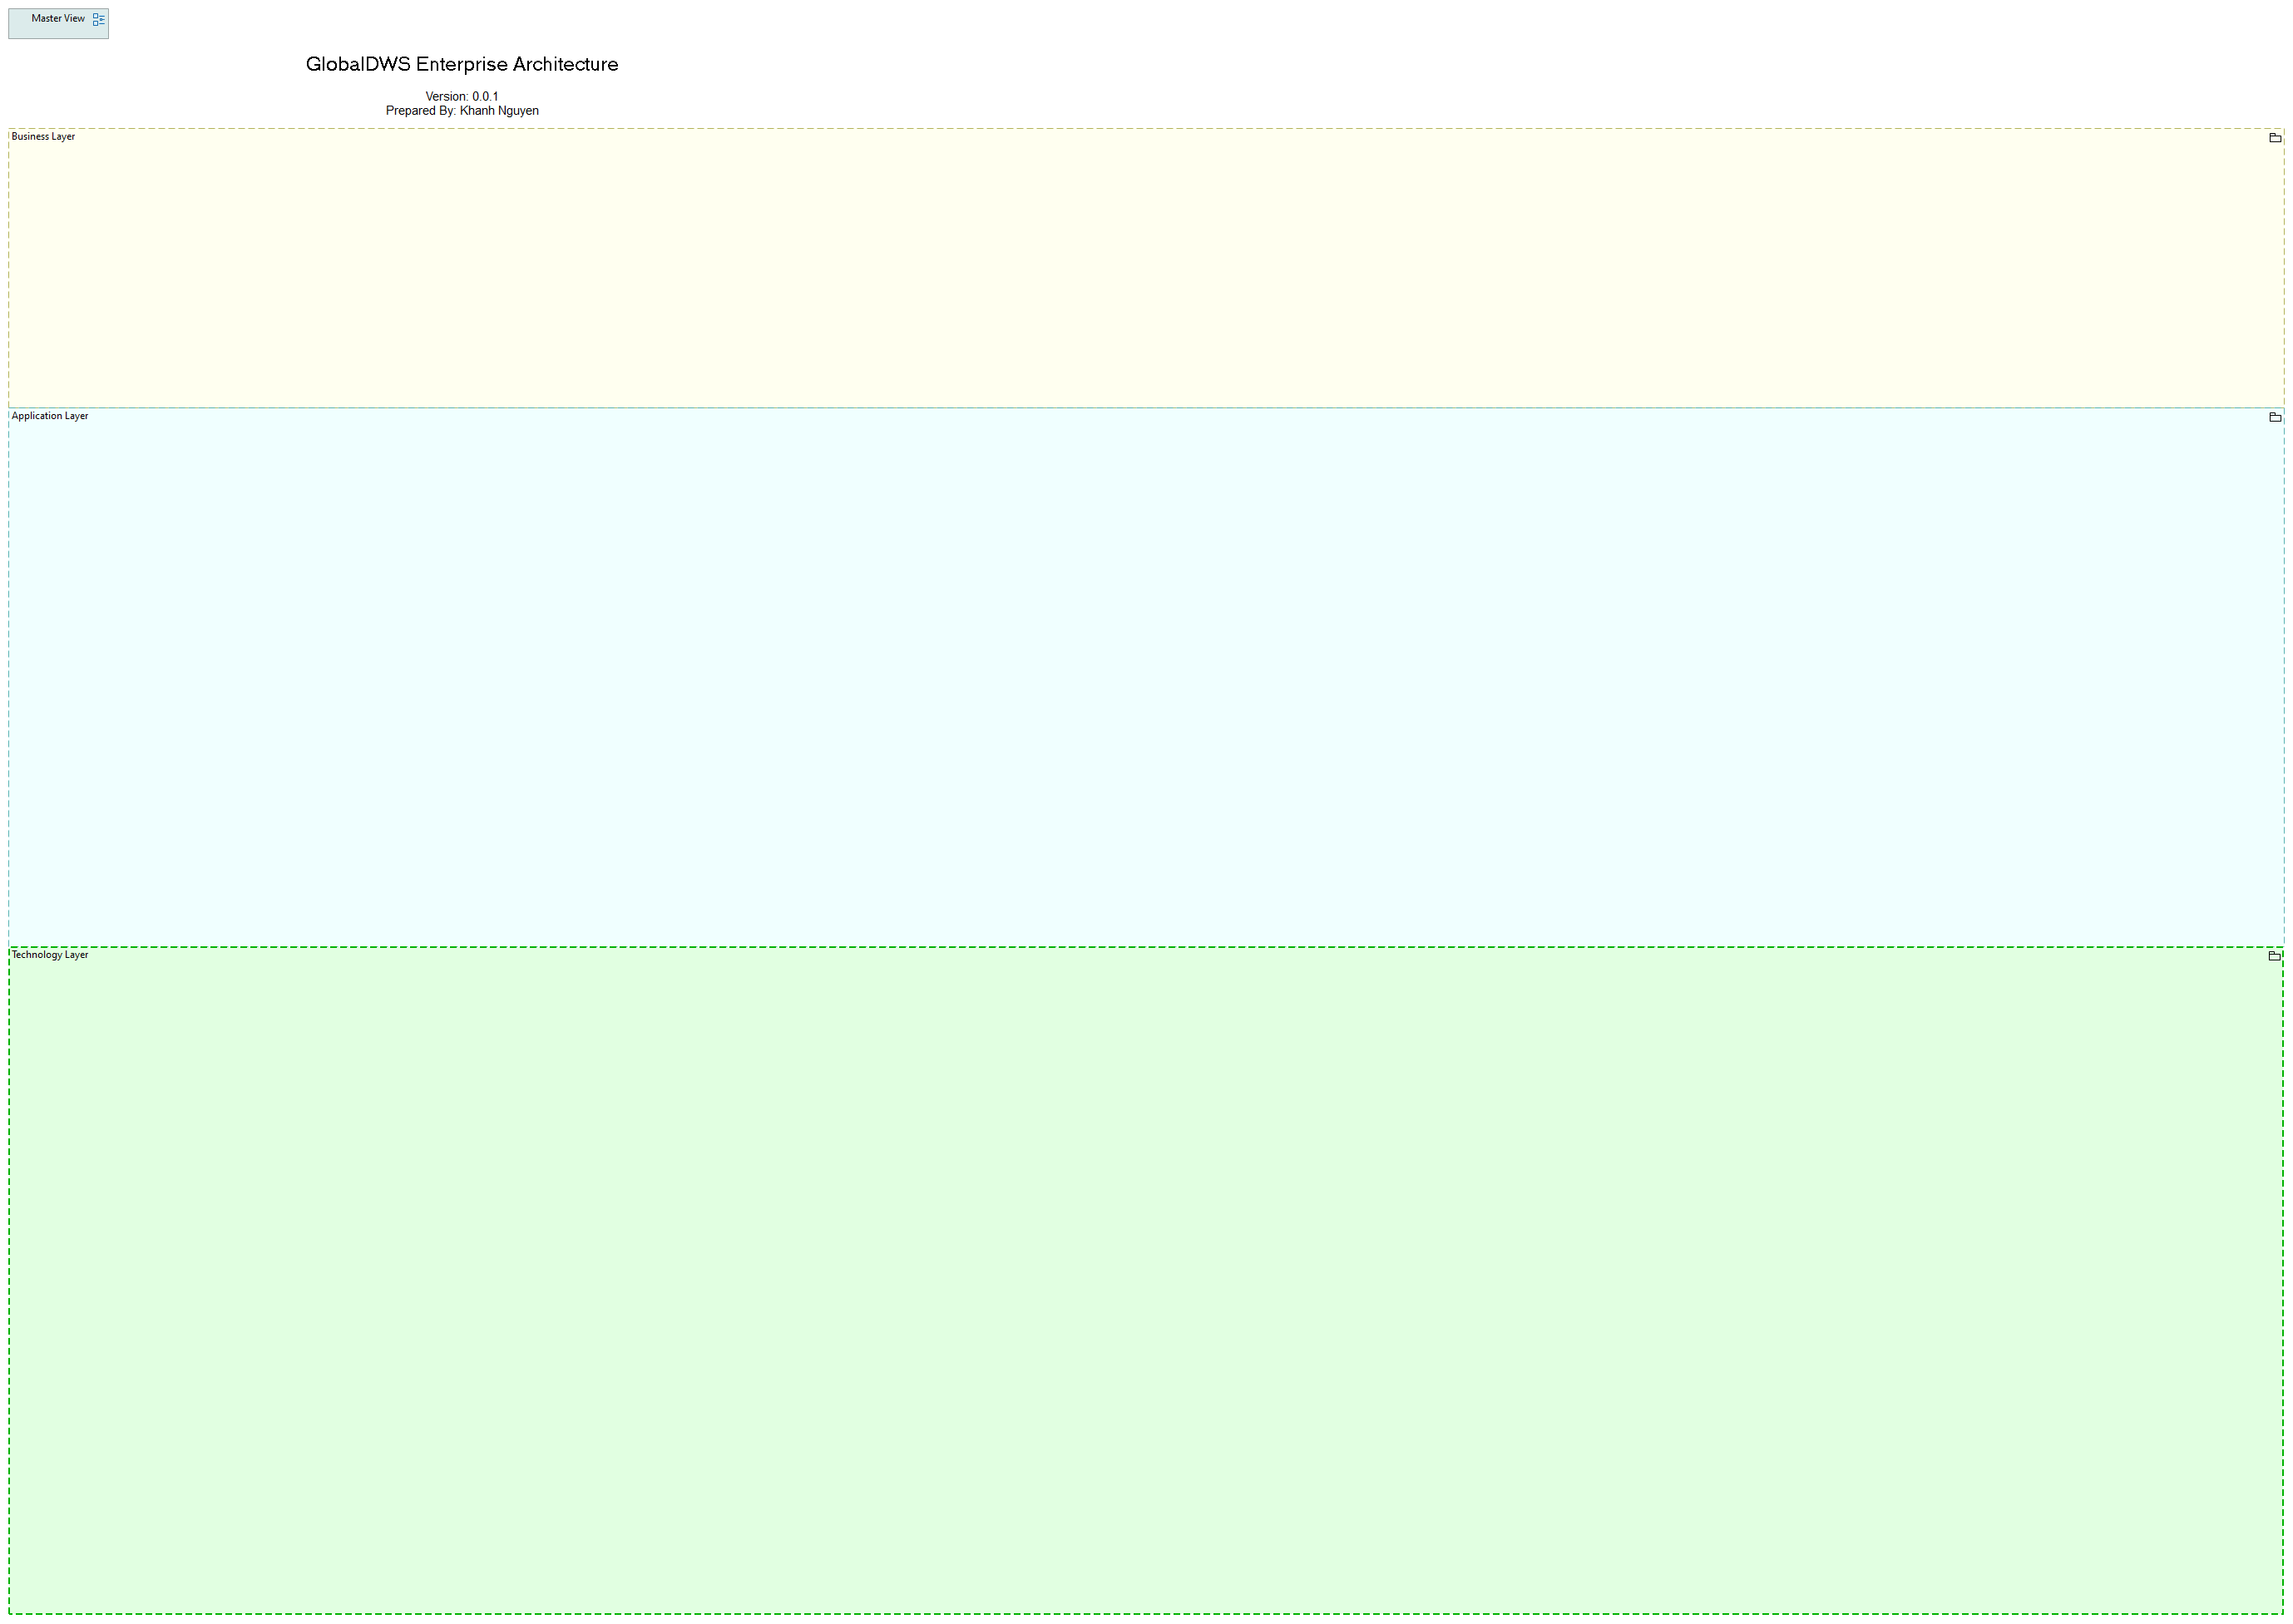 Master View
GlobalDWS Enterprise Architecture
Version: 0.0.1
Prepared By: Khanh Nguyen
Business Layer
Application Layer
Technology Layer